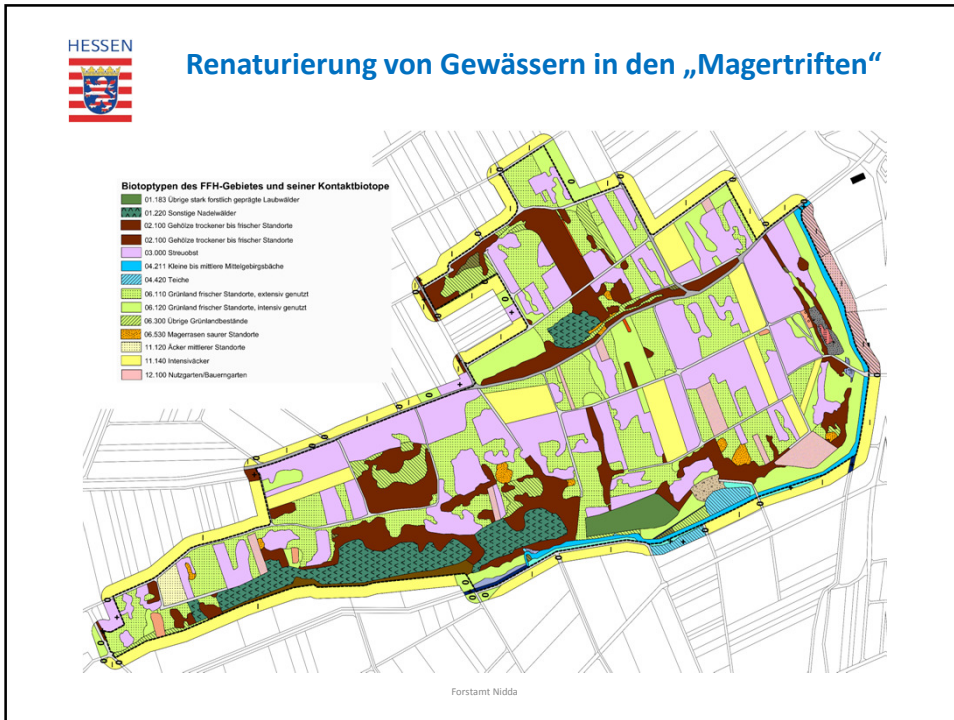 HESSEN
Renaturierung von Gewässern in den „Magertriften“
Biotoptypen des FFH-Gebietes und seiner Kontaktbiotope
01.183 Übrige stark forstlich geprägte Laubwälder
01.220 Sonstige Nadelwälder
02.100 Gehölze trockener bis frischer Standorte
02.100 Gehölze trockener bis frischer Standorte
03.000 Streuobst
04.211 Kleine bis mittlere Mittelgebirgsbäche
04.420 Teiche
06.110 Grünland frischer Standorte, extensiv genutzt
06.120 Grünland frischer Standorte, intensiv genutzt
06.300 Übrige Grünlandbestände
06.530 Magerrasen saurer Standorte
11.120 Äcker mittlerer Standorte
11.140 Intensiväcker
12.100 Nutzgarten/Bauerngarten
Forstamt Nidda